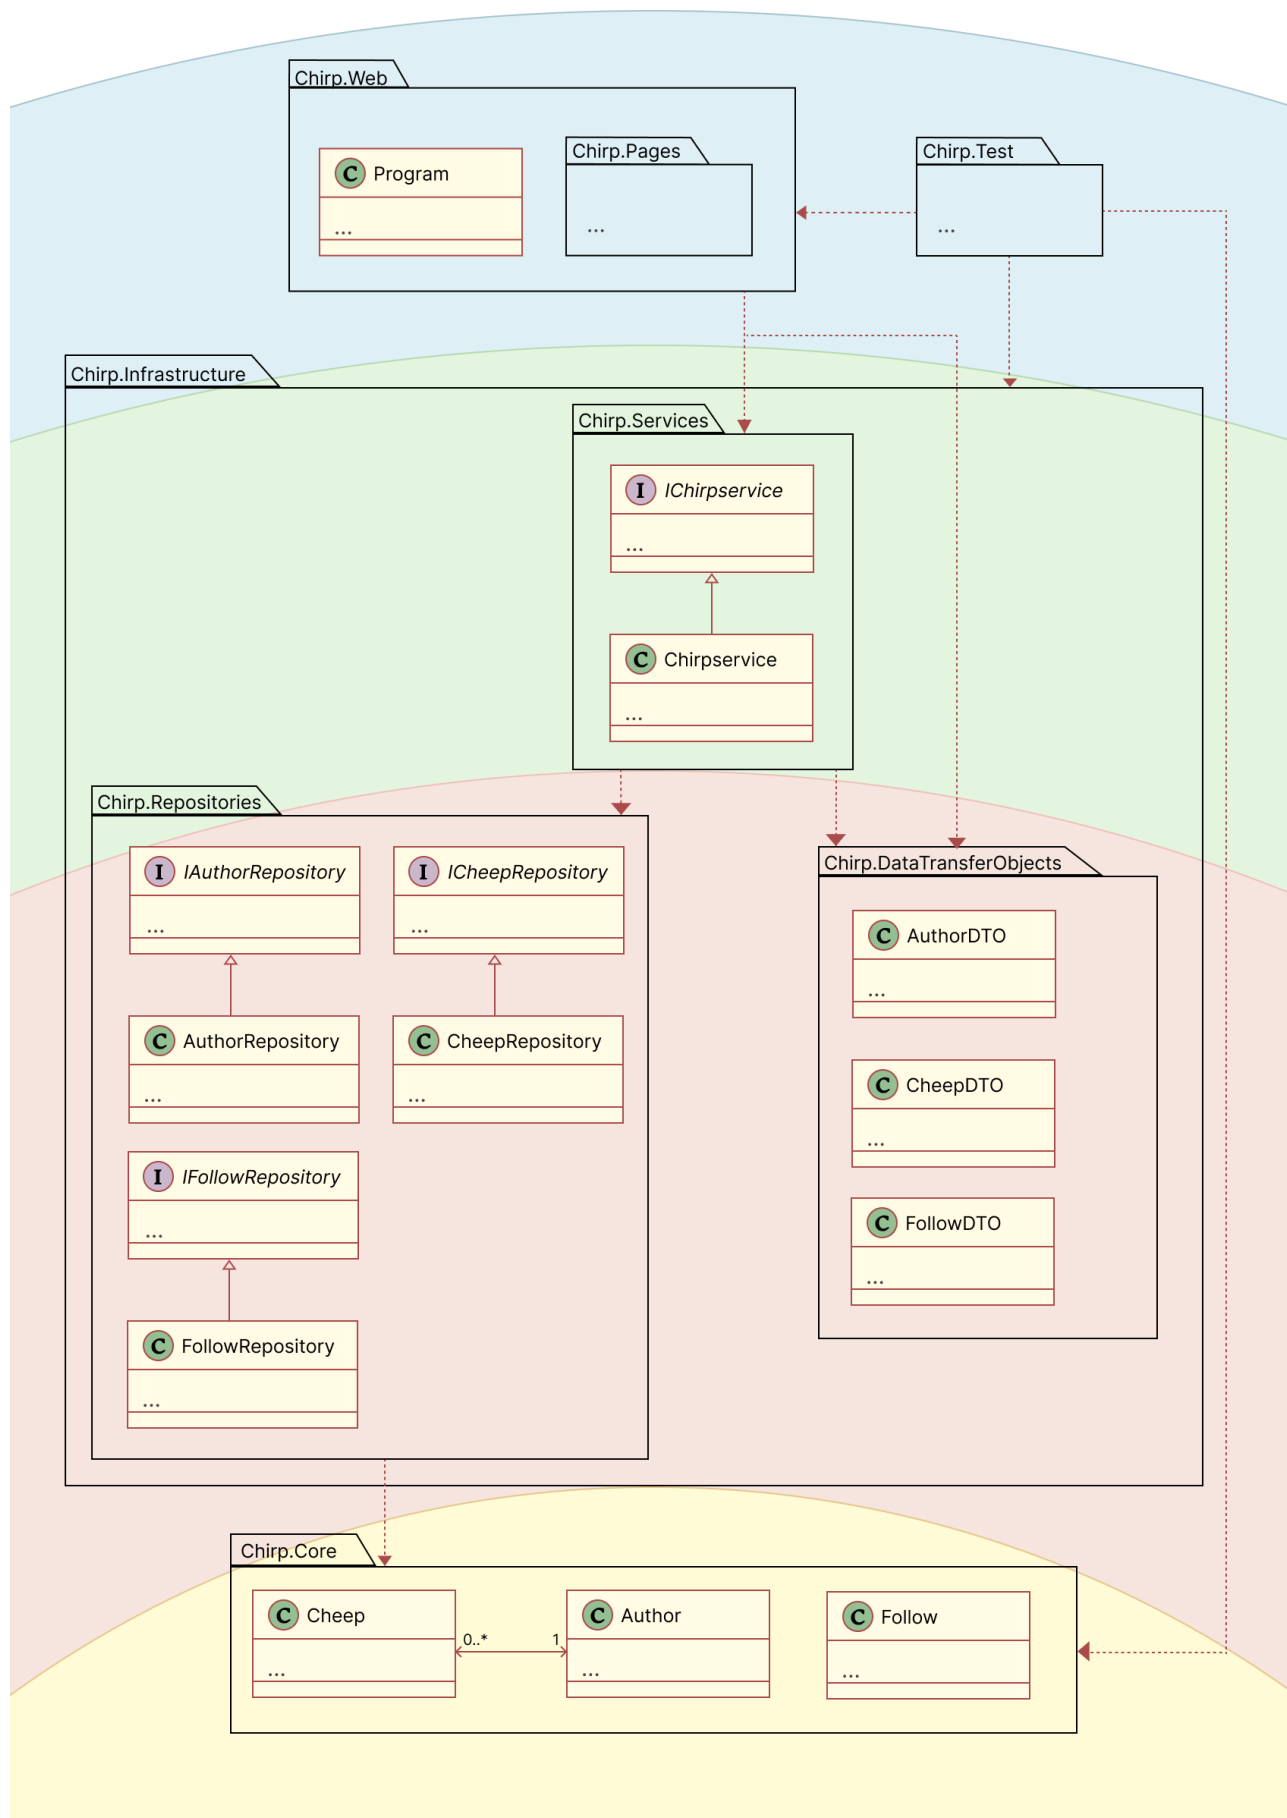 Chirp.Web
C Program
...
Chirp.Pages
...
Chirp.Test
...
Chirp.Infrastructure
Chirp.Services
I IChirpservice
...
C Chirpservice
...
Chirp.Repositories
I IAuthorRepository
...
I ICheepRepository
...
C AuthorRepository
...
C CheepRepository
...
I IFollowRepository
...
C FollowRepository
...
Chirp.DataTransferObjects
C AuthorDTO
...
C CheepDTO
...
C FollowDTO
...
Chirp.Core
C Cheep
...
0..* 1
C Author
...
C Follow
...